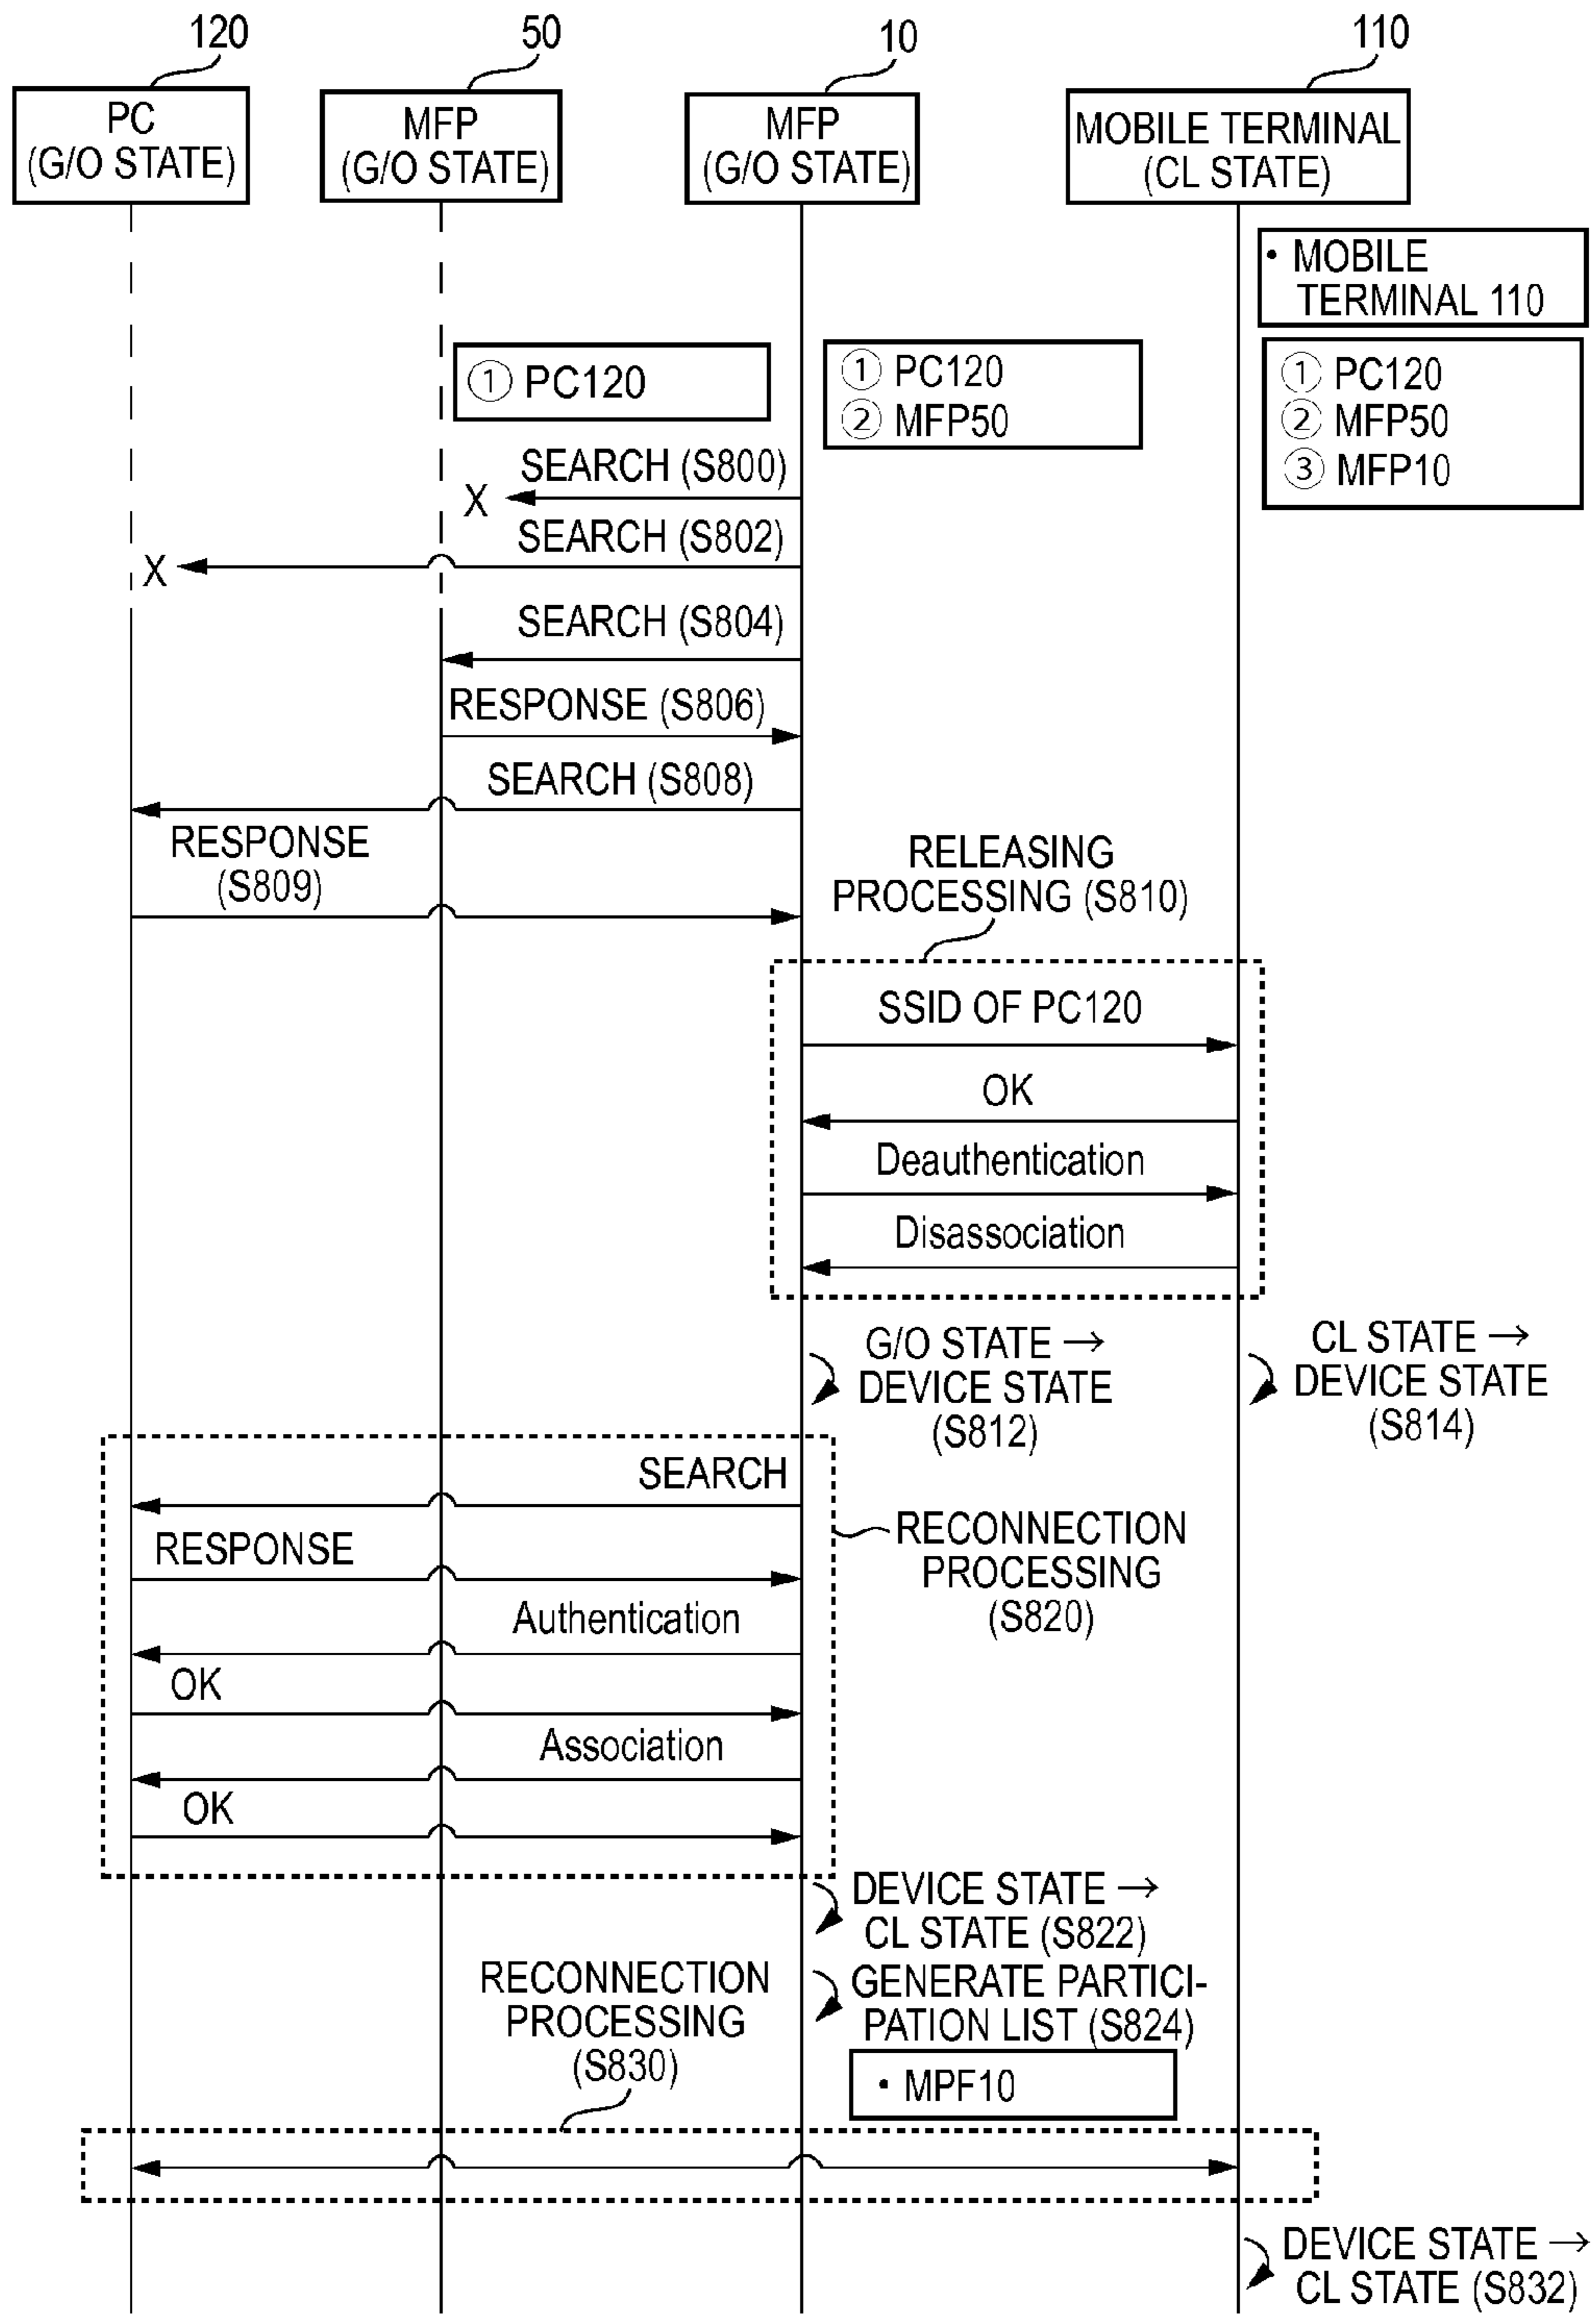 120
50
10
110
PC
(G/O STATE)
MFP
(G/O STATE)
MFP
(G/O STATE)
MOBILE TERMINAL
(CL STATE)
• MOBILE
TERMINAL 110
① PC120
① PC120
② MFP50
① PC120
② MFP50
③ MFP10
SEARCH (S800)
X
SEARCH (S802)
X
SEARCH (S804)
RESPONSE (S806)
SEARCH (S808)
RESPONSE
(S809)
RELEASING
PROCESSING (S810)
SSID OF PC120
OK
Deauthentication
Disassociation
G/O STATE →
DEVICE STATE
(S812)
CL STATE →
DEVICE STATE
(S814)
SEARCH
RESPONSE
Authentication
OK
Association
OK
RECONNECTION
PROCESSING
(S820)
DEVICE STATE →
CL STATE (S822)
GENERATE PARTICI-
PATION LIST (S824)
• MPF10
RECONNECTION
PROCESSING
(S830)
DEVICE STATE →
CL STATE (S832)